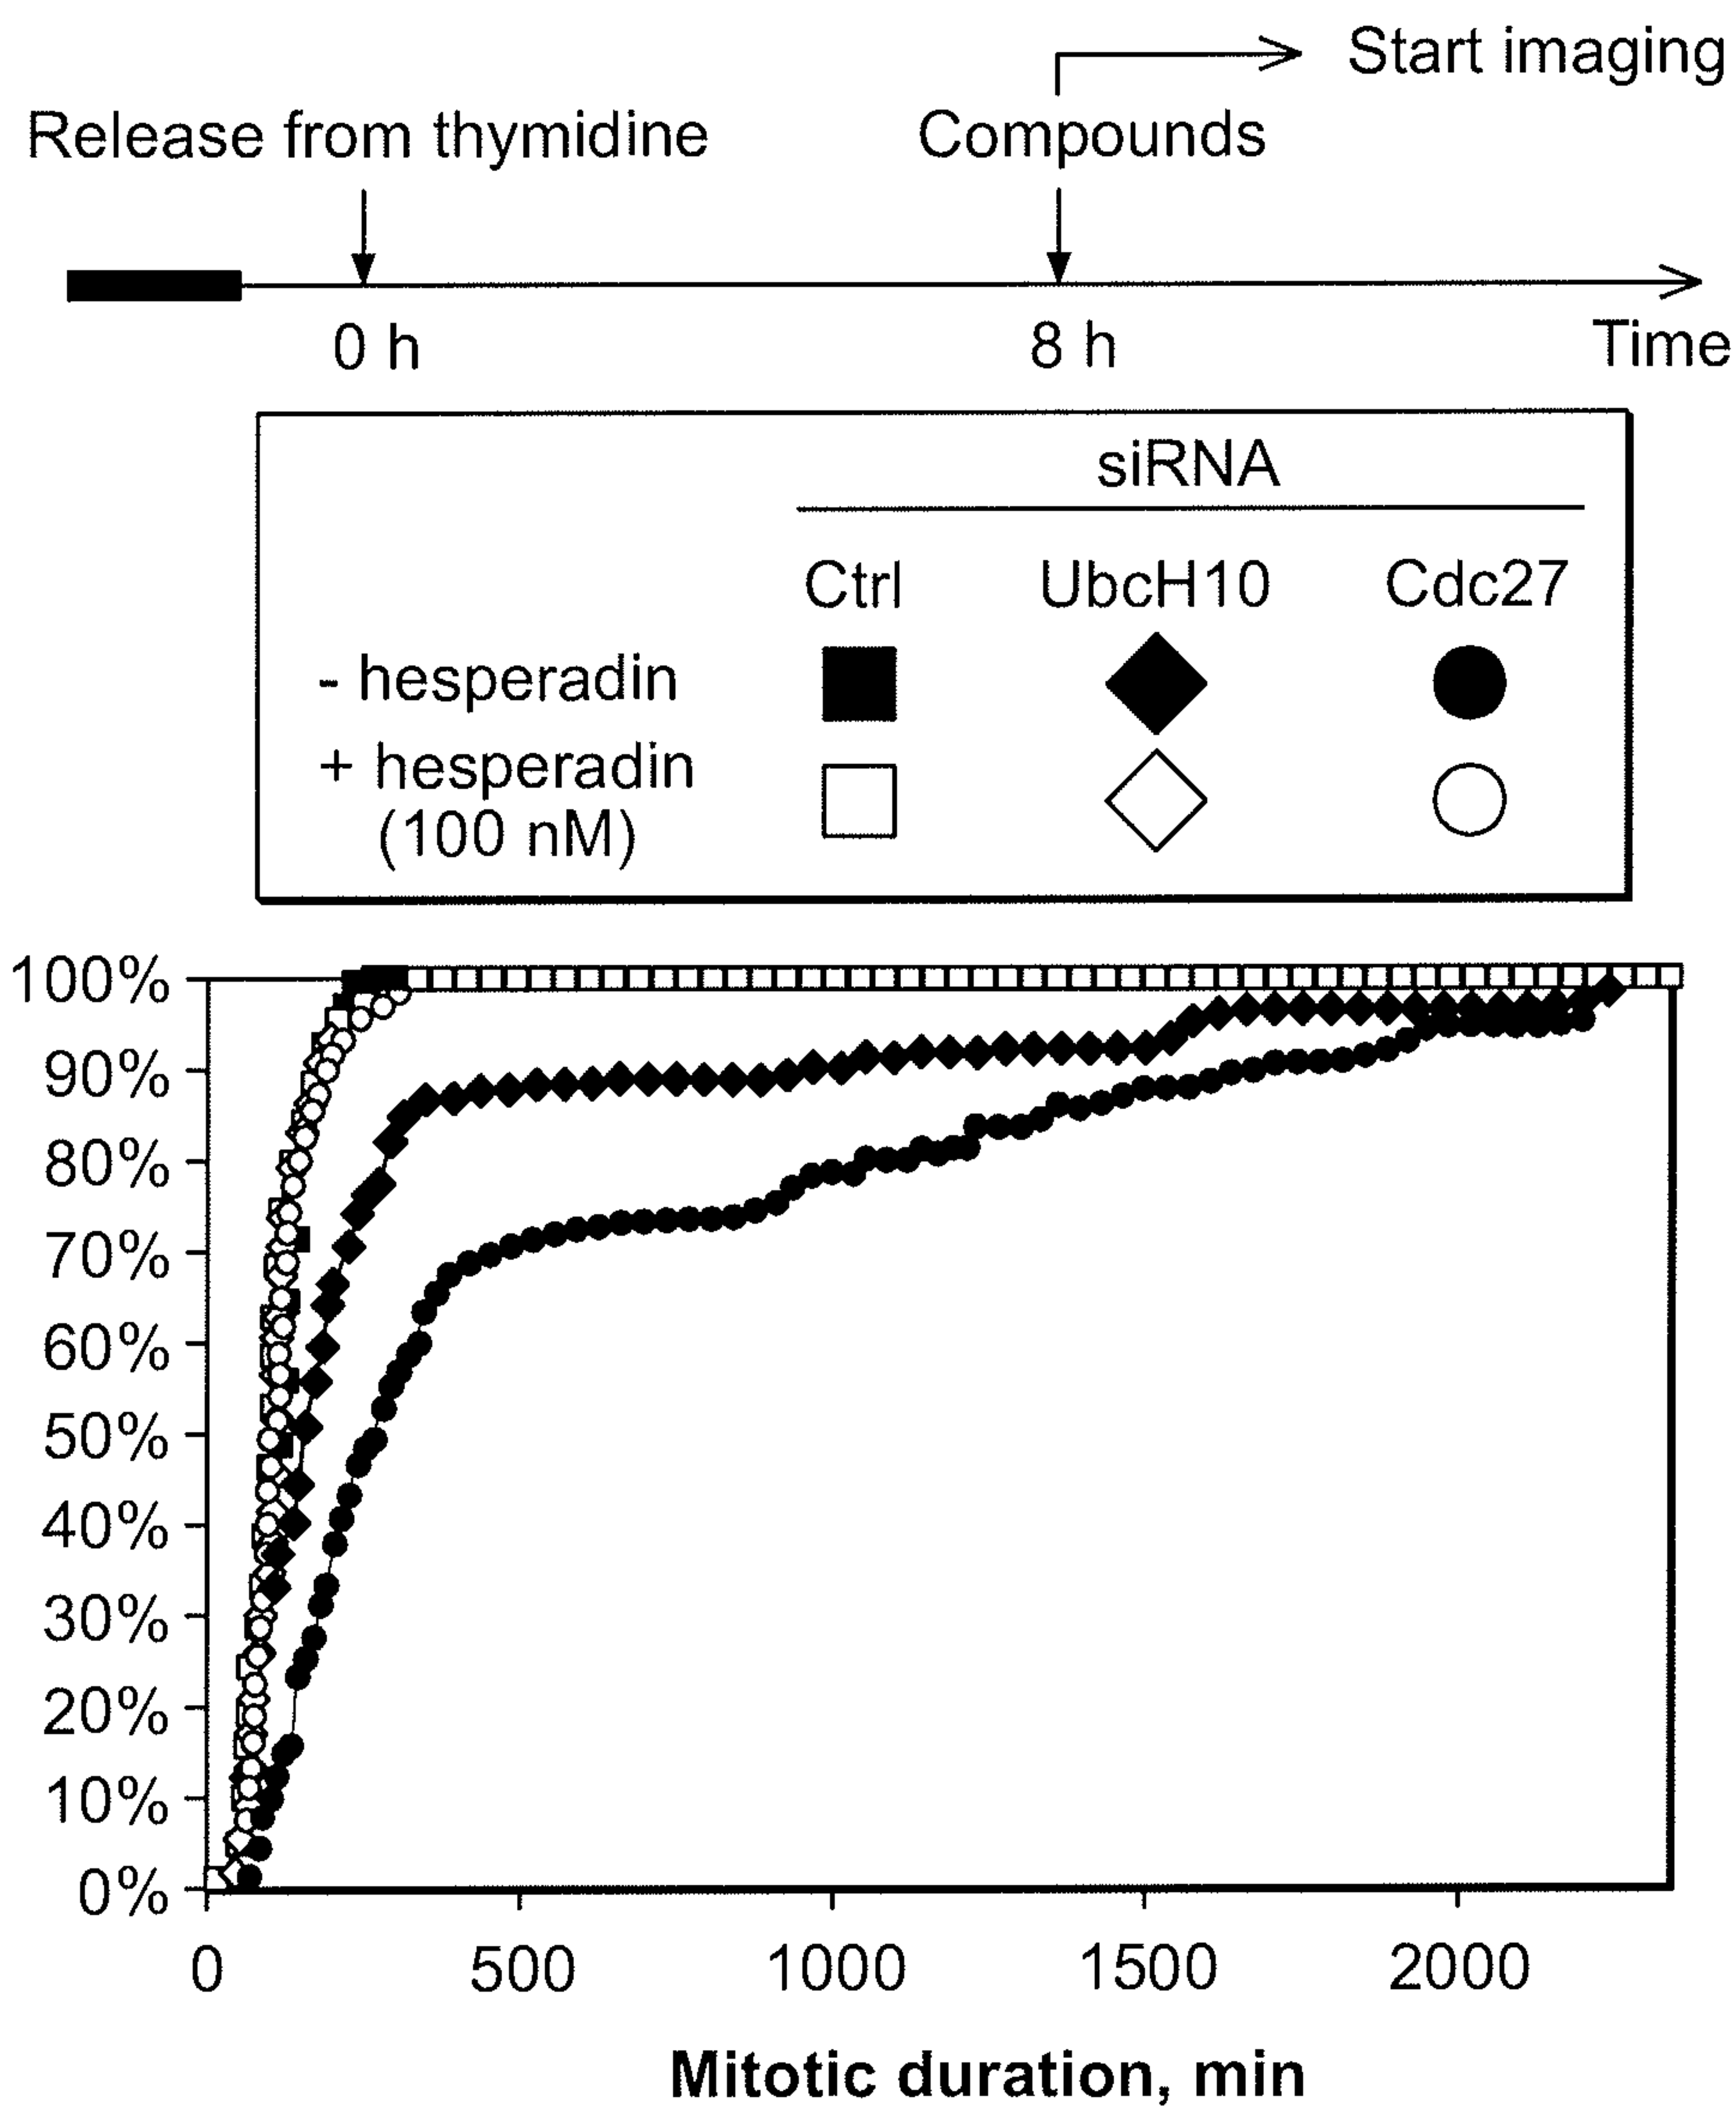 Start imaging
Release from thymidine
Compounds
0 h
8 h
Time
siRNA
Ctrl UbcH10 Cdc27
- hesperadin
+ hesperadin
(100 nM)
100%
90%
80%
70%
60%
50%
40%
30%
20%
10%
0%
0 500 1000 1500 2000
Mitotic duration, min